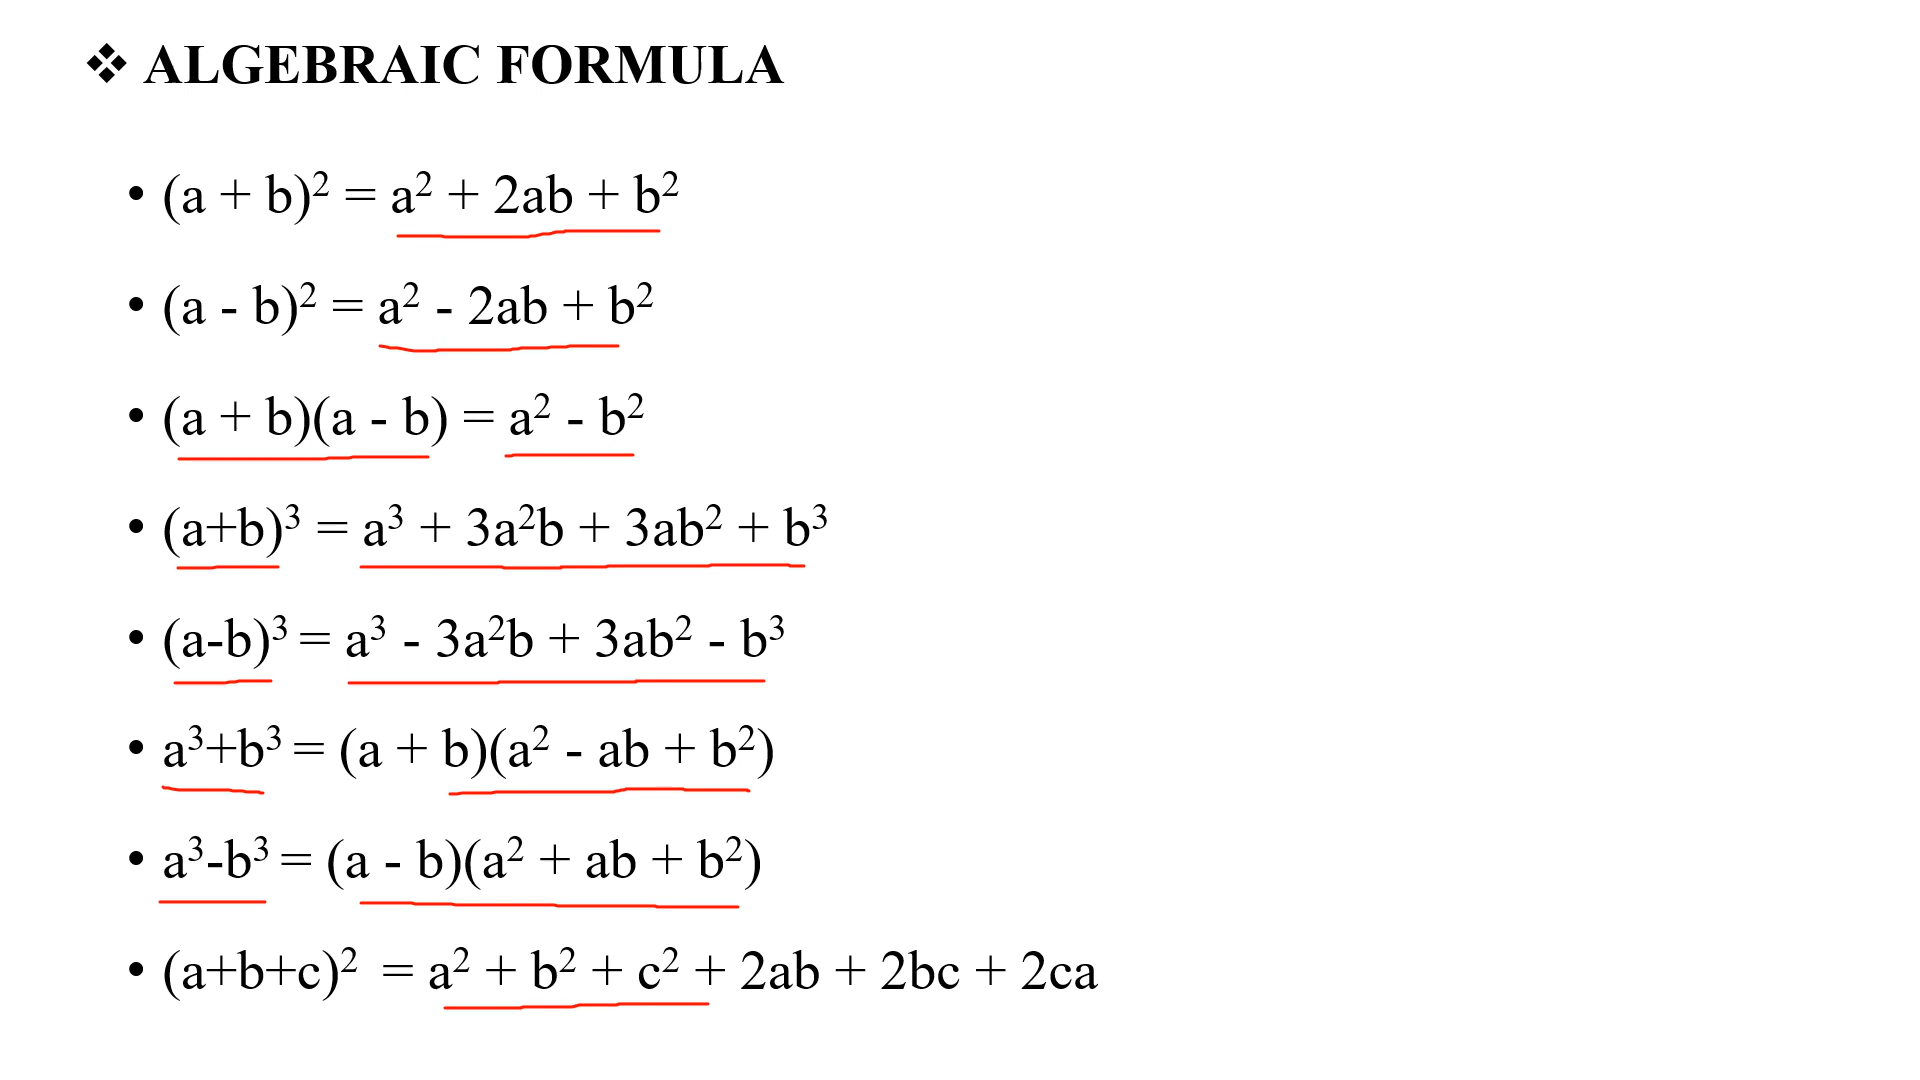 ❖ ALGEBRAIC FORMULA
• (a + b)² = a² + 2ab + b²
• (a - b)² = a² - 2ab + b²
• (a + b)(a - b) = a² - b²
• (a+b)³ = a³ + 3a²b + 3ab² + b³
• (a-b)³ = a³ - 3a²b + 3ab² - b³
• a³+b³ = (a + b)(a² - ab + b²)
• a³-b³ = (a - b)(a² + ab + b²)
• (a+b+c)² = a² + b² + c² + 2ab + 2bc + 2ca